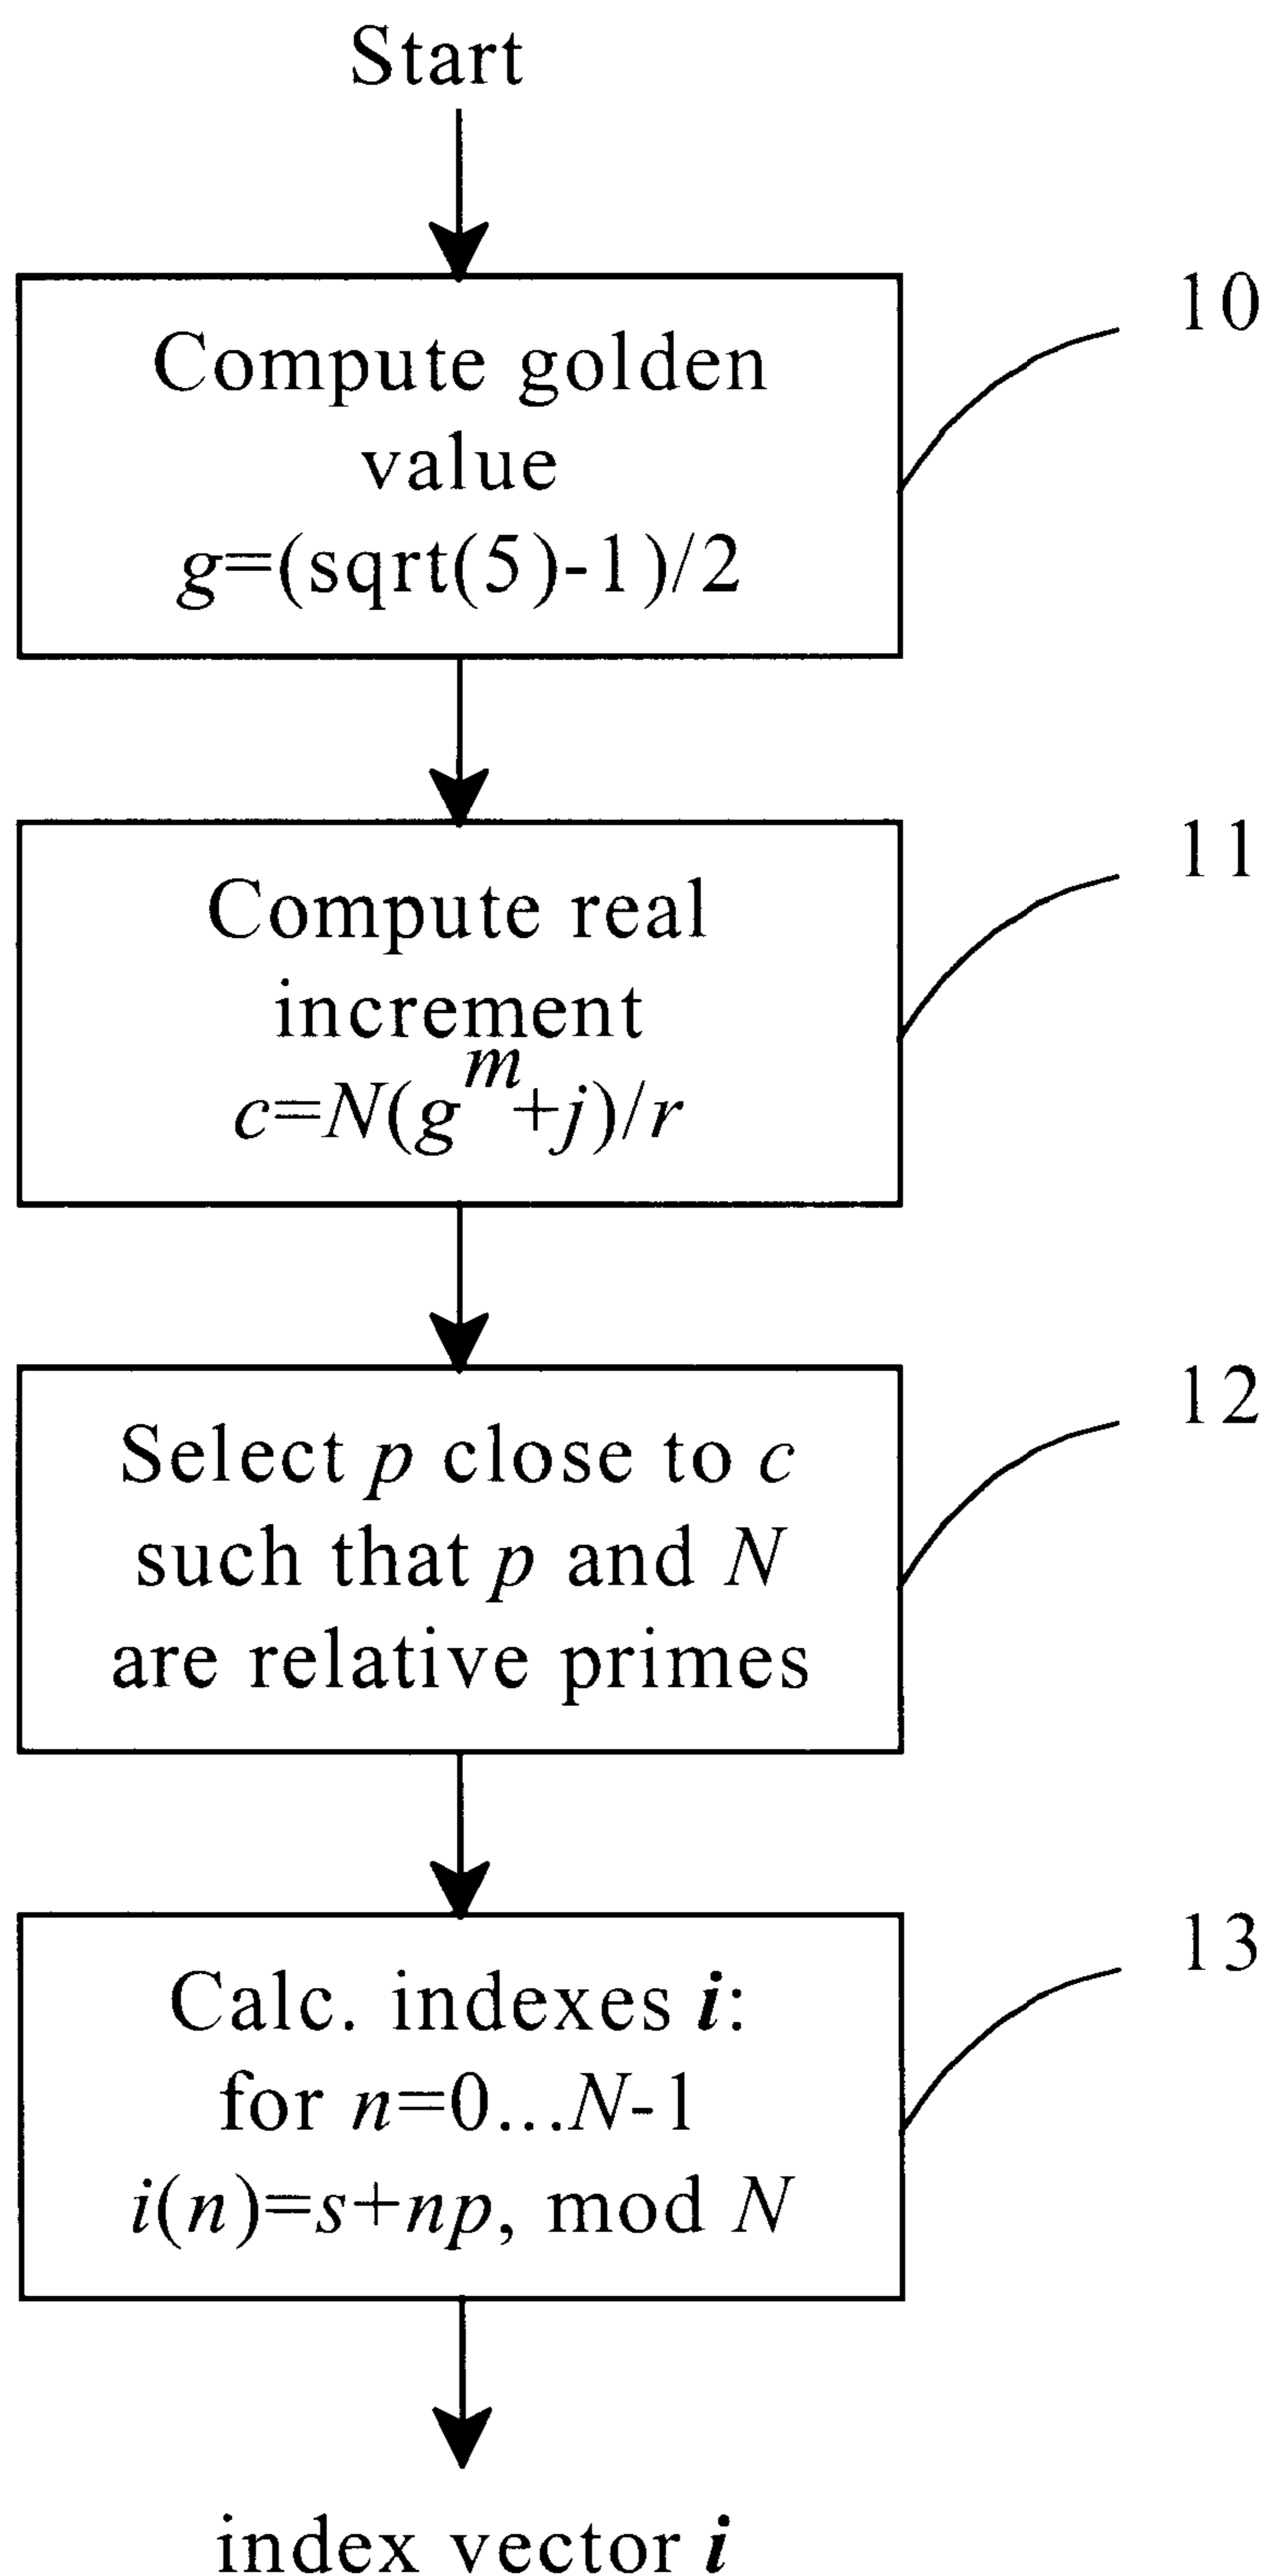 Start
Compute golden
value
g=(sqrt(5)-1)/2
10
Compute real
increment
c=N(g^m+j)/r
11
Select p close to c
such that p and N
are relative primes
12
Calc. indexes i:
for n=0...N-1
i(n)=s+np, mod N
13
index vector i